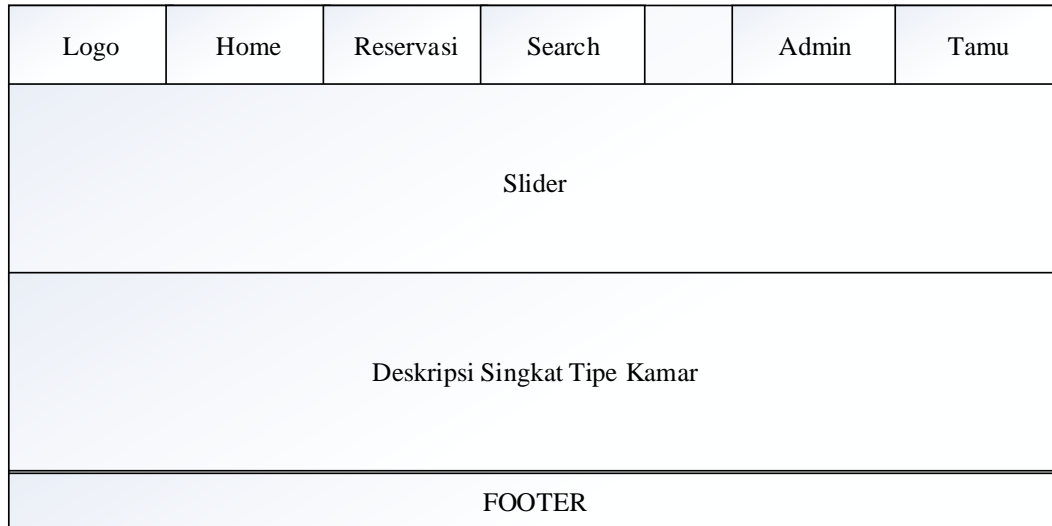 Logo
Home
Reservasi
Search
Admin
Tamu
Slider
Deskripsi Singkat Tipe Kamar
FOOTER